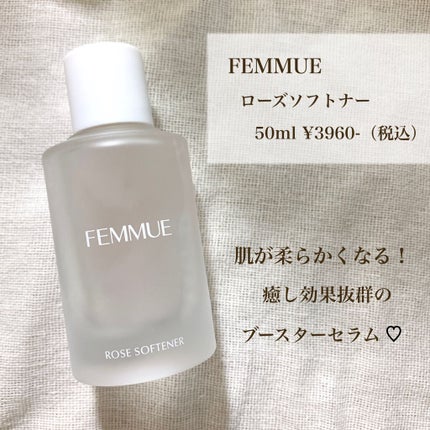 FEMMUE
ローズソフトナー
50ml ¥3960-（税込）
肌が柔らかくなる！
癒し効果抜群の
ブースターセラム♡
FEMMUE
ROSE SOFTENER